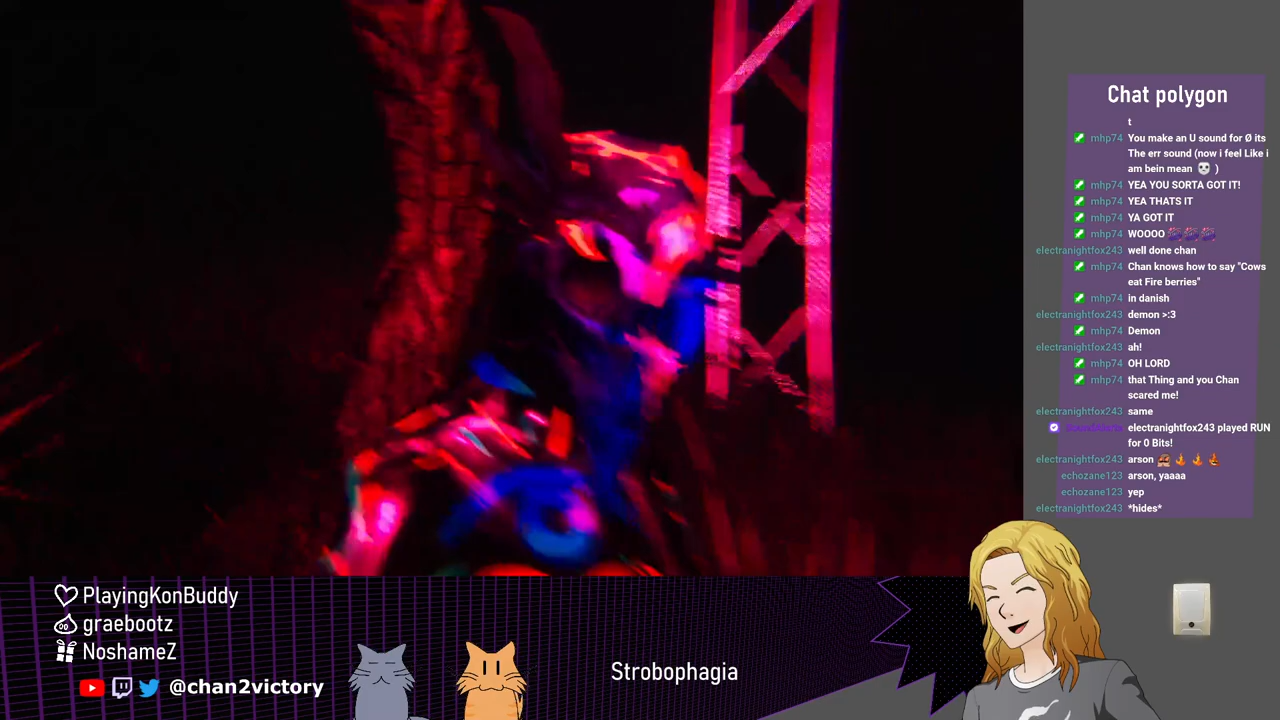 Chat polygon
t
mhp74 You make an U sound for Ø its
The err sound (now i feel Like i
am bein mean 💀 )
mhp74 YEA YOU SORTA GOT IT!
mhp74 YEA THATS IT
mhp74 YA GOT IT
mhp74 WOOOO
electranightfox243 well done chan
mhp74 Chan knows how to say "Cows
eat Fire berries"
mhp74 in danish
electranightfox243 demon >:3
mhp74 Demon
electranightfox243 ah!
mhp74 OH LORD
mhp74 that Thing and you Chan
scared me!
electranightfox243 same
electranightfox243 played RUN
for 0 Bits!
electranightfox243 arson
echozane123 arson, yaaaa
echozane123 yep
electranightfox243 *hides*
PlayingKonBuddy
graebootz
NoshameZ
@chan2victory
Strobophagia